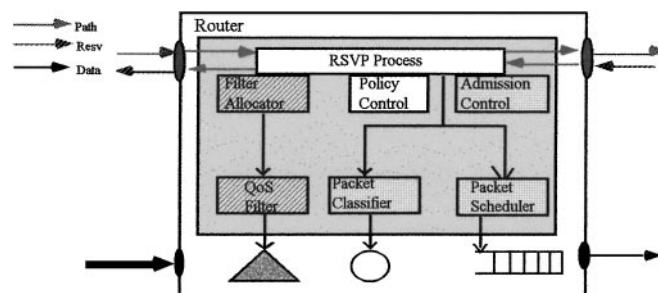 Router
Path
Resv
Data
RSVP Process
Filter
Allocator
Policy
Control
Admission
Control
QoS
Filter
Packet
Classifier
Packet
Scheduler